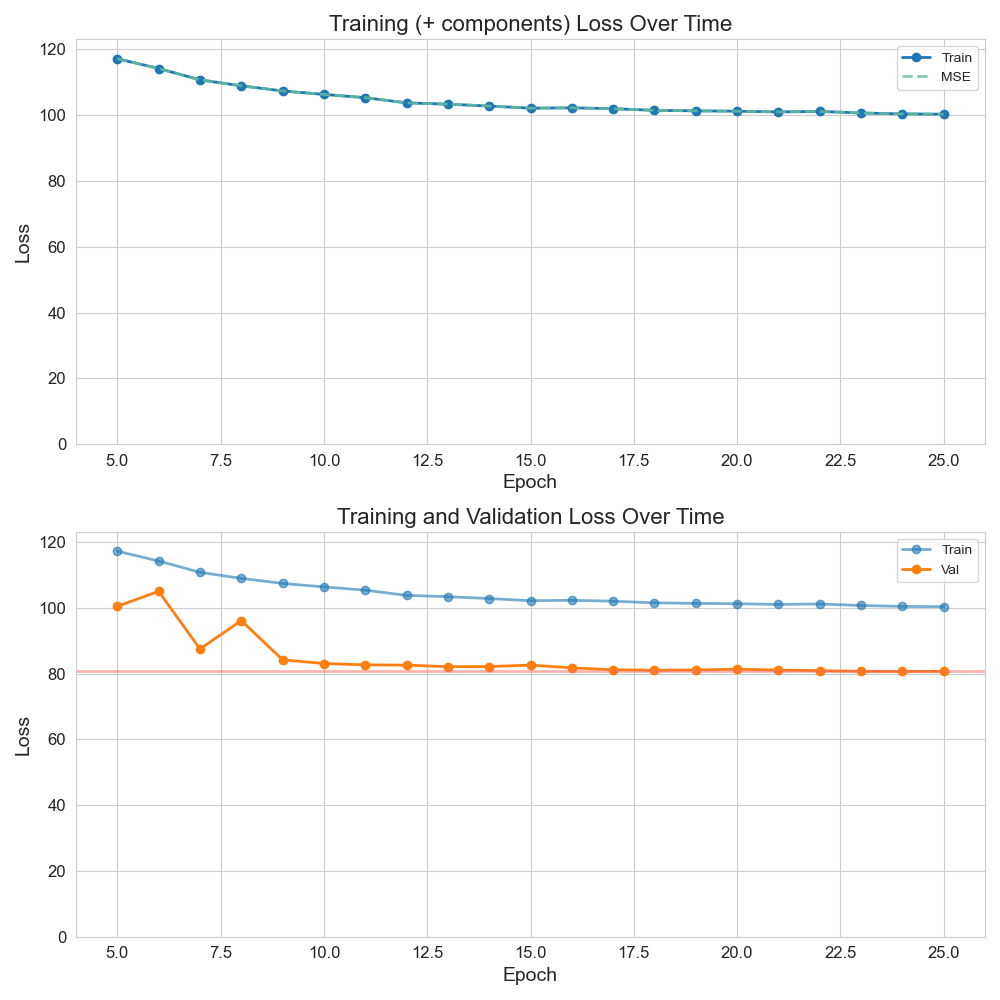 Training (+ components) Loss Over Time
120
100
80
60
40
20
0
Loss
Train
MSE
5.0 7.5 10.0 12.5 15.0 17.5 20.0 22.5 25.0
Epoch
Training and Validation Loss Over Time
120
100
80
60
40
20
0
Loss
Train
Val
5.0 7.5 10.0 12.5 15.0 17.5 20.0 22.5 25.0
Epoch